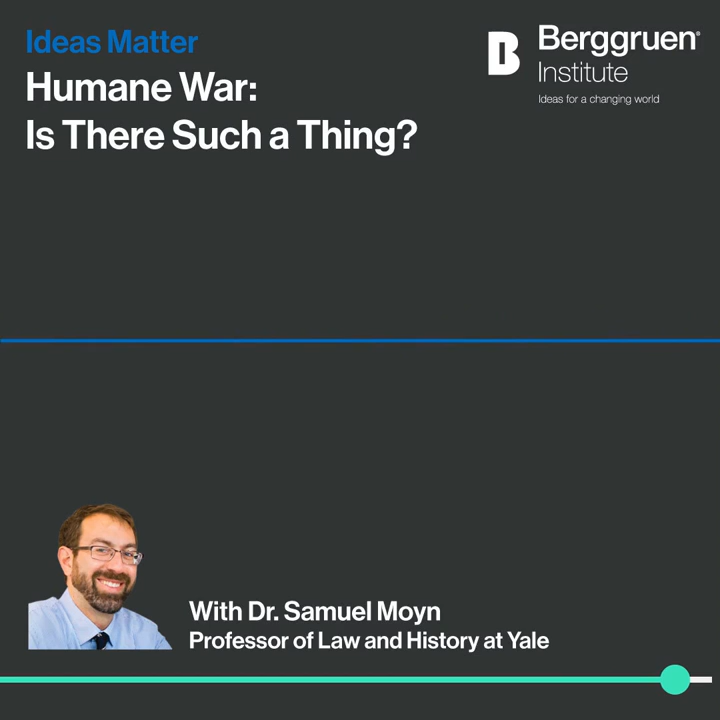 Ideas Matter
Humane War:
Is There Such a Thing?
Berggruen®
Institute
Ideas for a changing world
With Dr. Samuel Moyn
Professor of Law and History at Yale